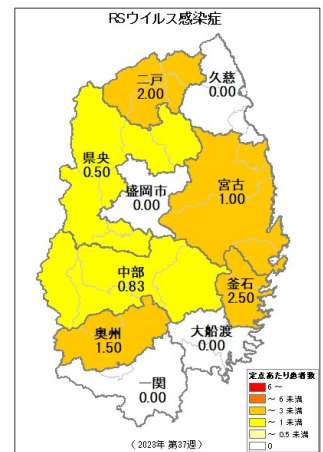 RSウイルス感染症
久慈
0.00
二戸
2.00
県央
0.50
盛岡市
0.00
宮古
1.00
中部
0.83
釜石
2.50
奥州
1.50
大船渡
0.00
一関
0.00
定点あたり患者数
6 ～
～ 6 未満
～ 3 未満
～ 1 未満
～ 0.5 未満
0
(2023年 第37週)